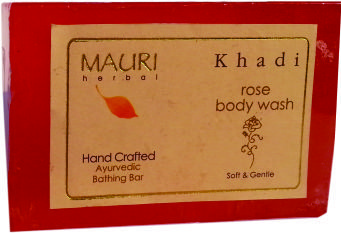 MAURI
herbal
Hand Crafted
Ayurvedic
Bathing Bar
Khadi
rose
body wash
Soft & Gentle